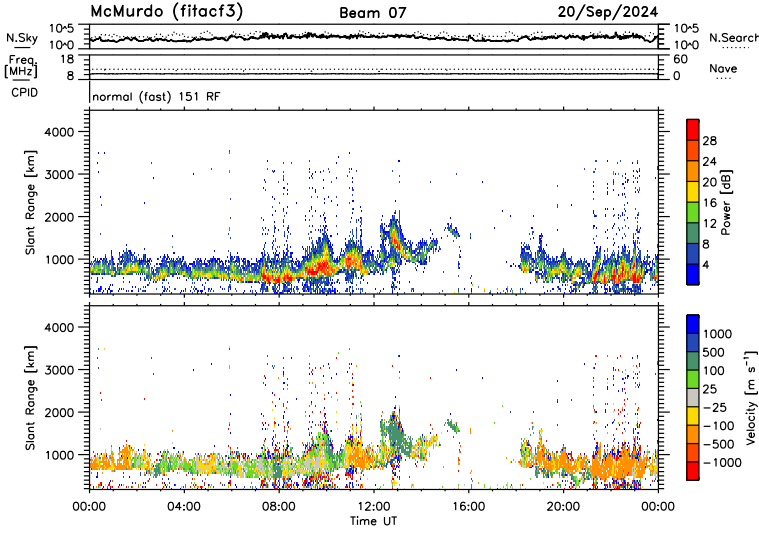 McMurdo (fitacf3) Beam 07 20/Sep/2024
N.Sky 10^5 10^0 10^5 10^0 N.Search
Freq. [MHz] 18 8 60 0 Nave
CPID normal (fast) 151 RF
Slant Range [km] 4000 3000 2000 1000
Power [dB] 28 24 20 16 12 8 4
Slant Range [km] 4000 3000 2000 1000
Velocity [m s⁻¹] 1000 500 100 25 −25 −100 −500 −1000
00:00 04:00 08:00 12:00 16:00 20:00 00:00
Time UT